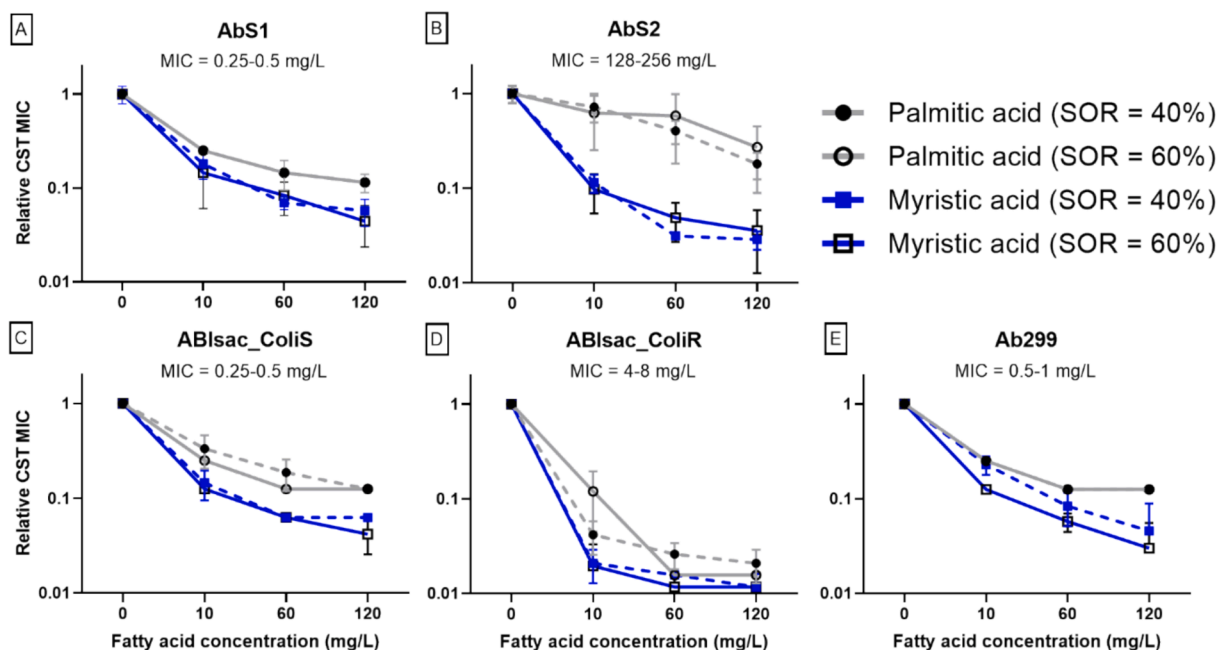 A
AbS1
MIC = 0.25-0.5 mg/L
Relative CST MIC
1
0.1
0.01
0 10 60 120
B
AbS2
MIC = 128-256 mg/L
1
0.1
0.01
0 10 60 120
Palmitic acid (SOR = 40%)
Palmitic acid (SOR = 60%)
Myristic acid (SOR = 40%)
Myristic acid (SOR = 60%)
C
ABIsac_ColiS
MIC = 0.25-0.5 mg/L
Relative CST MIC
1
0.1
0.01
0 10 60 120
Fatty acid concentration (mg/L)
D
ABIsac_ColiR
MIC = 4-8 mg/L
1
0.1
0.01
0 10 60 120
Fatty acid concentration (mg/L)
E
Ab299
MIC = 0.5-1 mg/L
1
0.1
0.01
0 10 60 120
Fatty acid concentration (mg/L)